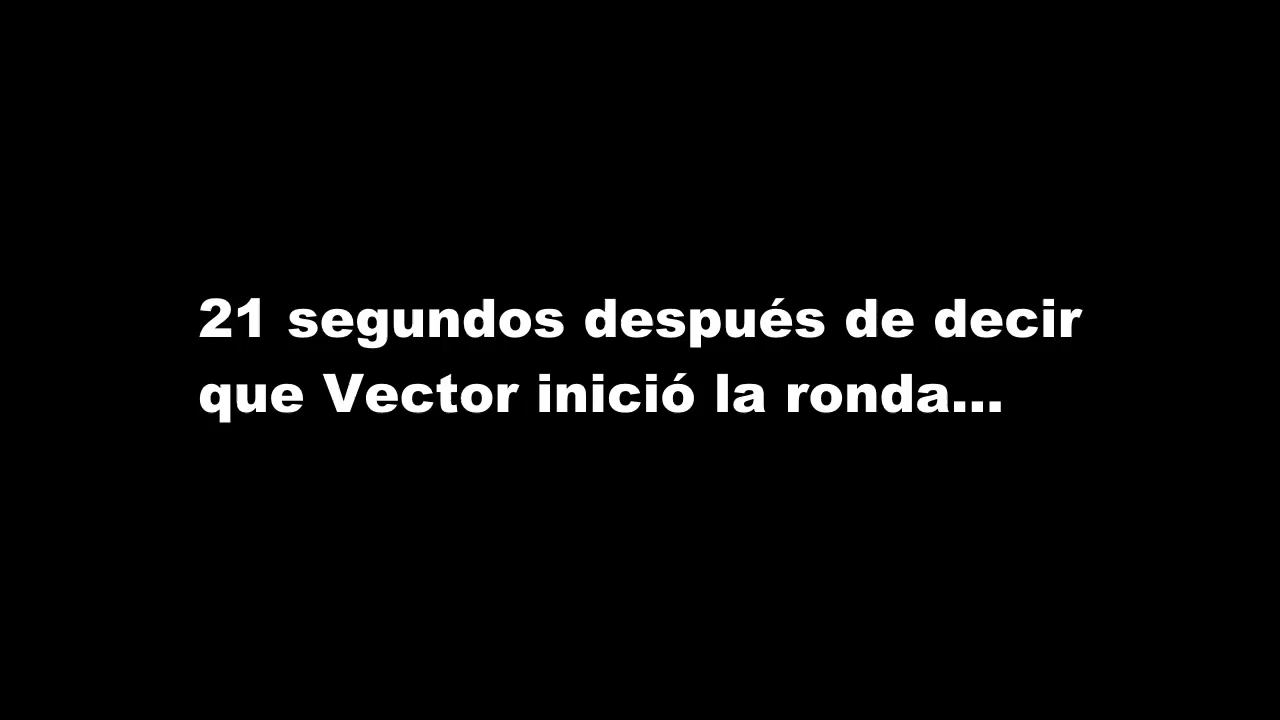 21 segundos después de decir
que Vector inició la ronda...